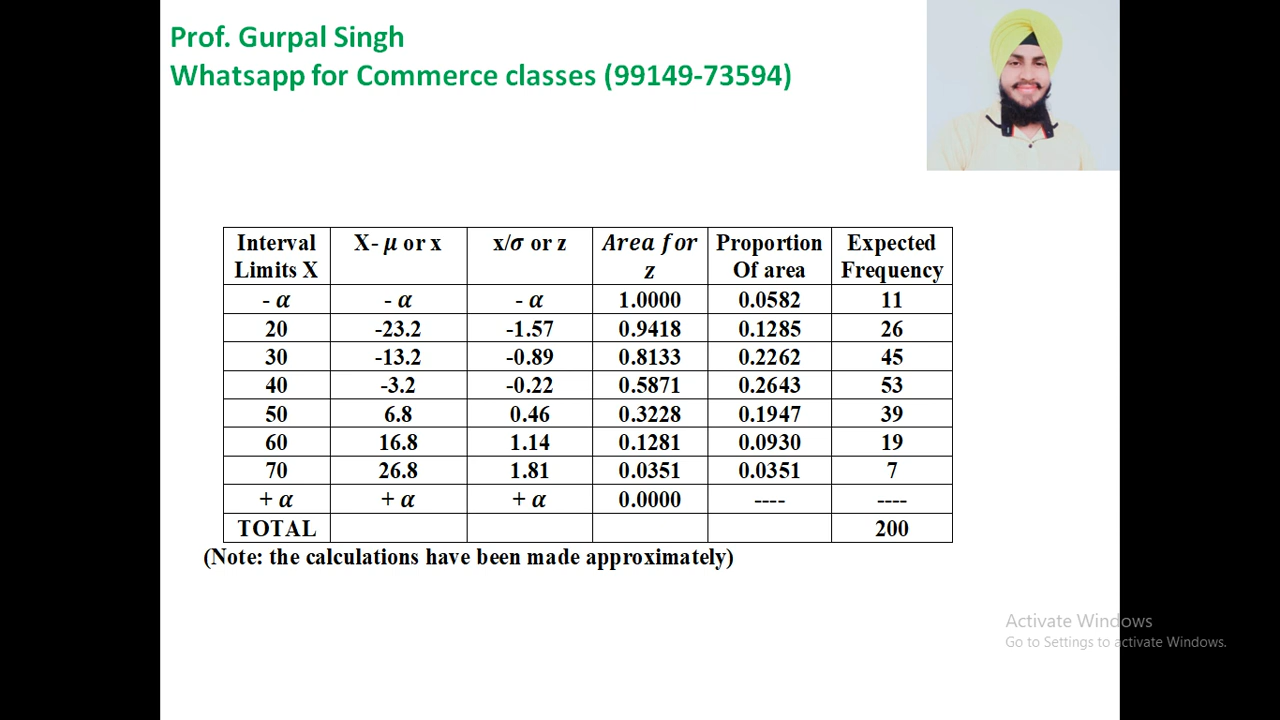 Prof. Gurpal Singh
Whatsapp for Commerce classes (99149-73594)
Interval Limits X | X- μ or x | x/σ or z | Area for z | Proportion Of area | Expected Frequency
- α | - α | - α | 1.0000 | 0.0582 | 11
20 | -23.2 | -1.57 | 0.9418 | 0.1285 | 26
30 | -13.2 | -0.89 | 0.8133 | 0.2262 | 45
40 | -3.2 | -0.22 | 0.5871 | 0.2643 | 53
50 | 6.8 | 0.46 | 0.3228 | 0.1947 | 39
60 | 16.8 | 1.14 | 0.1281 | 0.0930 | 19
70 | 26.8 | 1.81 | 0.0351 | 0.0351 | 7
+ α | + α | + α | 0.0000 | ---- | ----
TOTAL | | | | | 200
(Note: the calculations have been made approximately)
Activate Windows
Go to Settings to activate Windows.